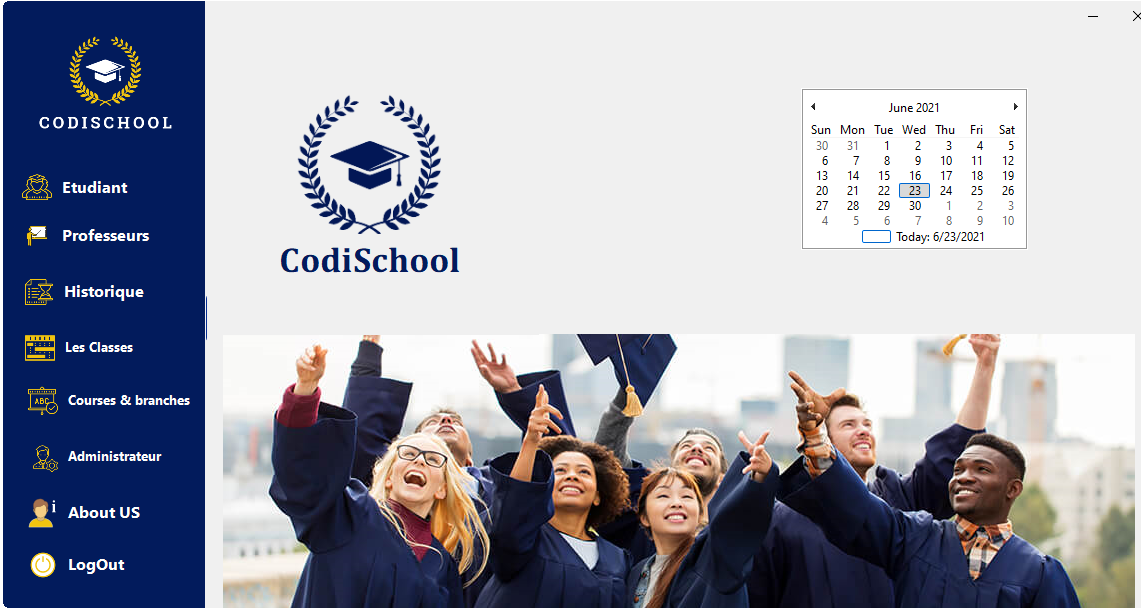 CODISCHOOL
Etudiant
Professeurs
Historique
ABC
Les Classes
Courses & branches
Administrateur
i
About US
LogOut
CodiSchool
June 2021
Sun Mon Tue Wed Thu Fri Sat
30 31 1 2 3 4 5
6 7 8 9 10 11 12
13 14 15 16 17 18 19
20 21 22 23 24 25 26
27 28 29 30 1 2 3
4 5 6 7 8 9 10
Today: 6/23/2021